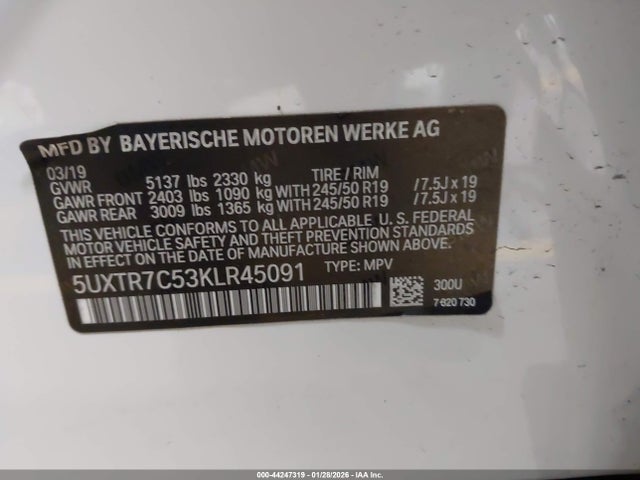 MFD BY BAYERISCHE MOTOREN WERKE AG
03/19 TIRE / RIM
GVWR 5137 lbs 2330 kg
GAWR FRONT 2403 lbs 1090 kg WITH 245/50 R19 / 7.5J x 19
GAWR REAR 3009 lbs 1365 kg WITH 245/50 R19 / 7.5J x 19
THIS VEHICLE CONFORMS TO ALL APPLICABLE U. S. FEDERAL
MOTOR VEHICLE SAFETY, BUMPER, AND THEFT PREVENTION STANDARDS
IN EFFECT ON THE DATE OF MANUFACTURE SHOWN ABOVE.
5UXTR7C53KLR45091 TYPE: MPV
300U
7 620 730
000-44247319 - 01/28/2026 - IAA Inc.